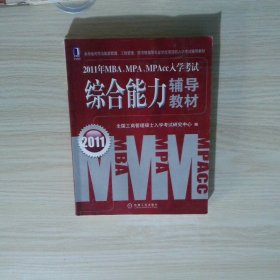 2011年MBA、MPA、MPAcc入学考试
综合能力
辅导
教材
全国工商管理硕士入学考试研究中心 编
2011
MBA
MPA
MPACC
机械工业出版社